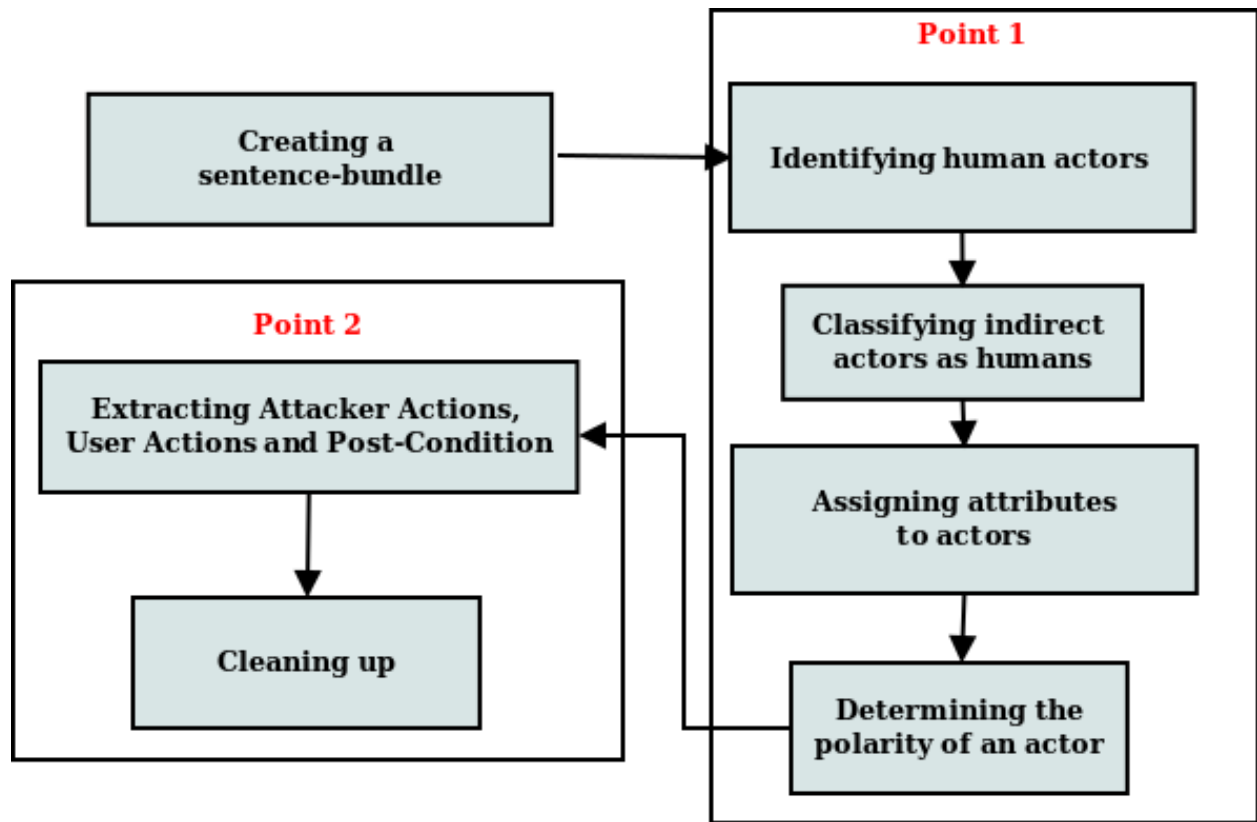 Point 1
Creating a
sentence-bundle
Identifying human actors
Classifying indirect
actors as humans
Assigning attributes
to actors
Determining the
polarity of an actor
Point 2
Extracting Attacker Actions,
User Actions and Post-Condition
Cleaning up